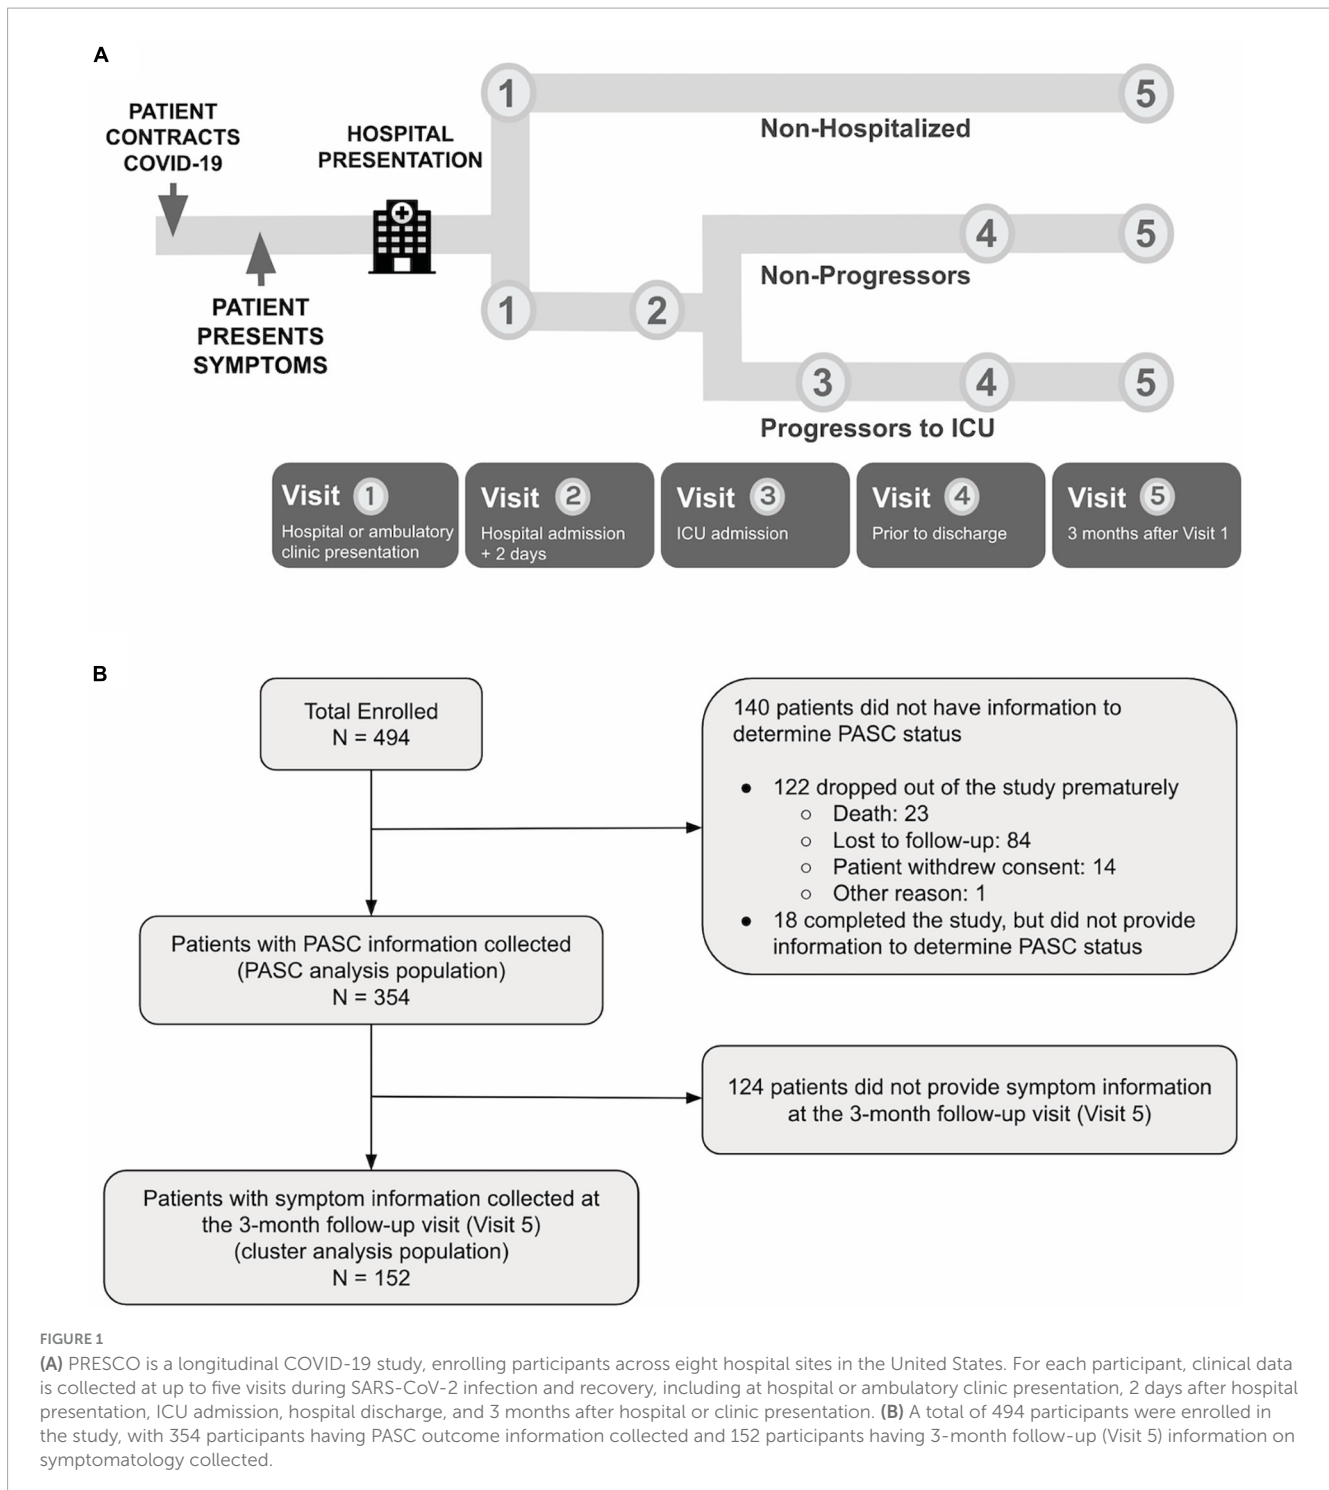 A
PATIENT
CONTRACTS
COVID-19
HOSPITAL
PRESENTATION
PATIENT
PRESENTS
SYMPTOMS
1
5
Non-Hospitalized
4
5
Non-Progressors
1
2
3
4
5
Progressors to ICU
Visit 1
Hospital or ambulatory
clinic presentation
Visit 2
Hospital admission
+ 2 days
Visit 3
ICU admission
Visit 4
Prior to discharge
Visit 5
3 months after Visit 1
B
Total Enrolled
N = 494
140 patients did not have information to
determine PASC status
● 122 dropped out of the study prematurely
○ Death: 23
○ Lost to follow-up: 84
○ Patient withdrew consent: 14
○ Other reason: 1
● 18 completed the study, but did not provide
information to determine PASC status
Patients with PASC information collected
(PASC analysis population)
N = 354
124 patients did not provide symptom information
at the 3-month follow-up visit (Visit 5)
Patients with symptom information collected at
the 3-month follow-up visit (Visit 5)
(cluster analysis population)
N = 152
FIGURE 1
(A) PRESCO is a longitudinal COVID-19 study, enrolling participants across eight hospital sites in the United States. For each participant, clinical data
is collected at up to five visits during SARS-CoV-2 infection and recovery, including at hospital or ambulatory clinic presentation, 2 days after hospital
presentation, ICU admission, hospital discharge, and 3 months after hospital or clinic presentation. (B) A total of 494 participants were enrolled in
the study, with 354 participants having PASC outcome information collected and 152 participants having 3-month follow-up (Visit 5) information on
symptomatology collected.